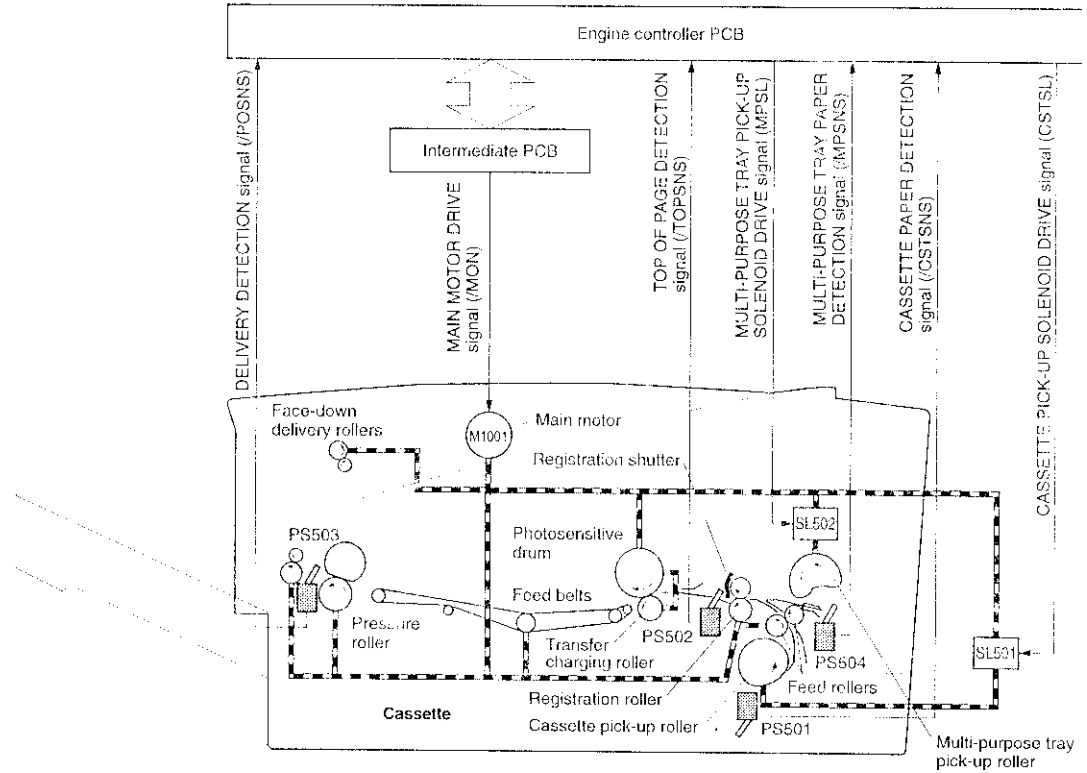 Engine controller PCB
Intermediate PCB
DELIVERY DETECTION signal (/POSNS)
MAIN MOTOR DRIVE
signal (/MON)
TOP OF PAGE DETECTION
signal (/TOPSNS)
MULTI-PURPOSE TRAY PICK-UP
SOLENOID DRIVE signal (MPSL)
MULTI-PURPOSE TRAY PAPER
DETECTION signal (/MPSNS)
CASSETTE PAPER DETECTION
signal (/CSTSNS)
CASSETTE PICK-UP SOLENOID DRIVE signal (CSTSL)
Face-down
delivery rollers
M1001
Main motor
Registration shutter
SL502
PS503
Photosensitive
drum
Feed belts
Pressure
roller
Transfer
charging roller
PS502
PS504
SL501
Registration roller
Feed rollers
Cassette
Cassette pick-up roller
PS501
Multi-purpose tray
pick-up roller